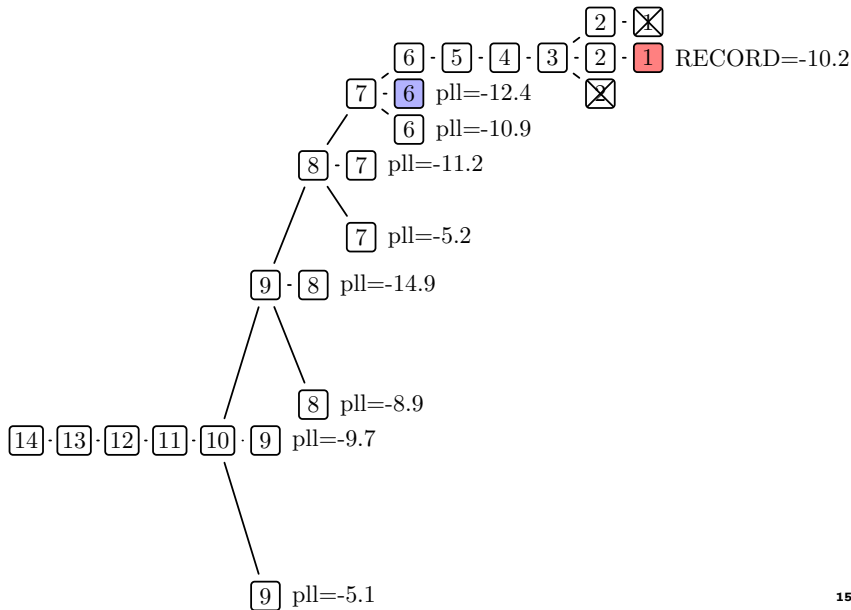 2 1
6 5 4 3 2 1 RECORD=-10.2
7 6 pll=-12.4 2
6 pll=-10.9
8 7 pll=-11.2
7 pll=-5.2
9 8 pll=-14.9
8 pll=-8.9
14 13 12 11 10 9 pll=-9.7
9 pll=-5.1
15